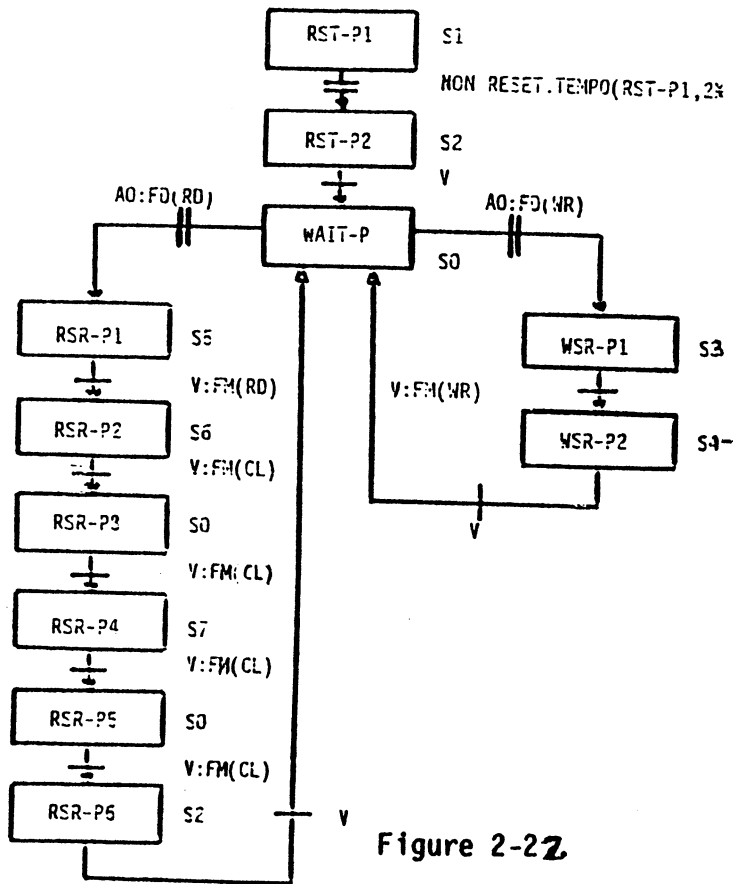 RST-P1 S1
NON RESET.TEMPO(RST-P1,2%
RST-P2 S2
V
AO:FD(RD)
AO:FD(WR)
WAIT-P
S0
RSR-P1 S5
WSR-P1 S3
V:FM(RD)
V:FM(WR)
RSR-P2 S6
WSR-P2 S4
V:FM(CL)
RSR-P3 S0
V
V:FM(CL)
RSR-P4 S7
V:FM(CL)
RSR-P5 S0
V:FM(CL)
RSR-P6 S2
V
Figure 2-22